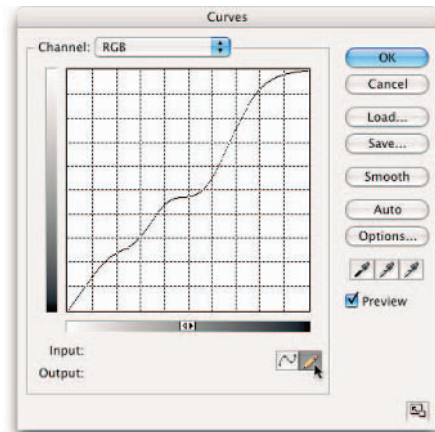 Curves
Channel: RGB
OK
Cancel
Load...
Save...
Smooth
Auto
Options...
Preview
Input:
Output: